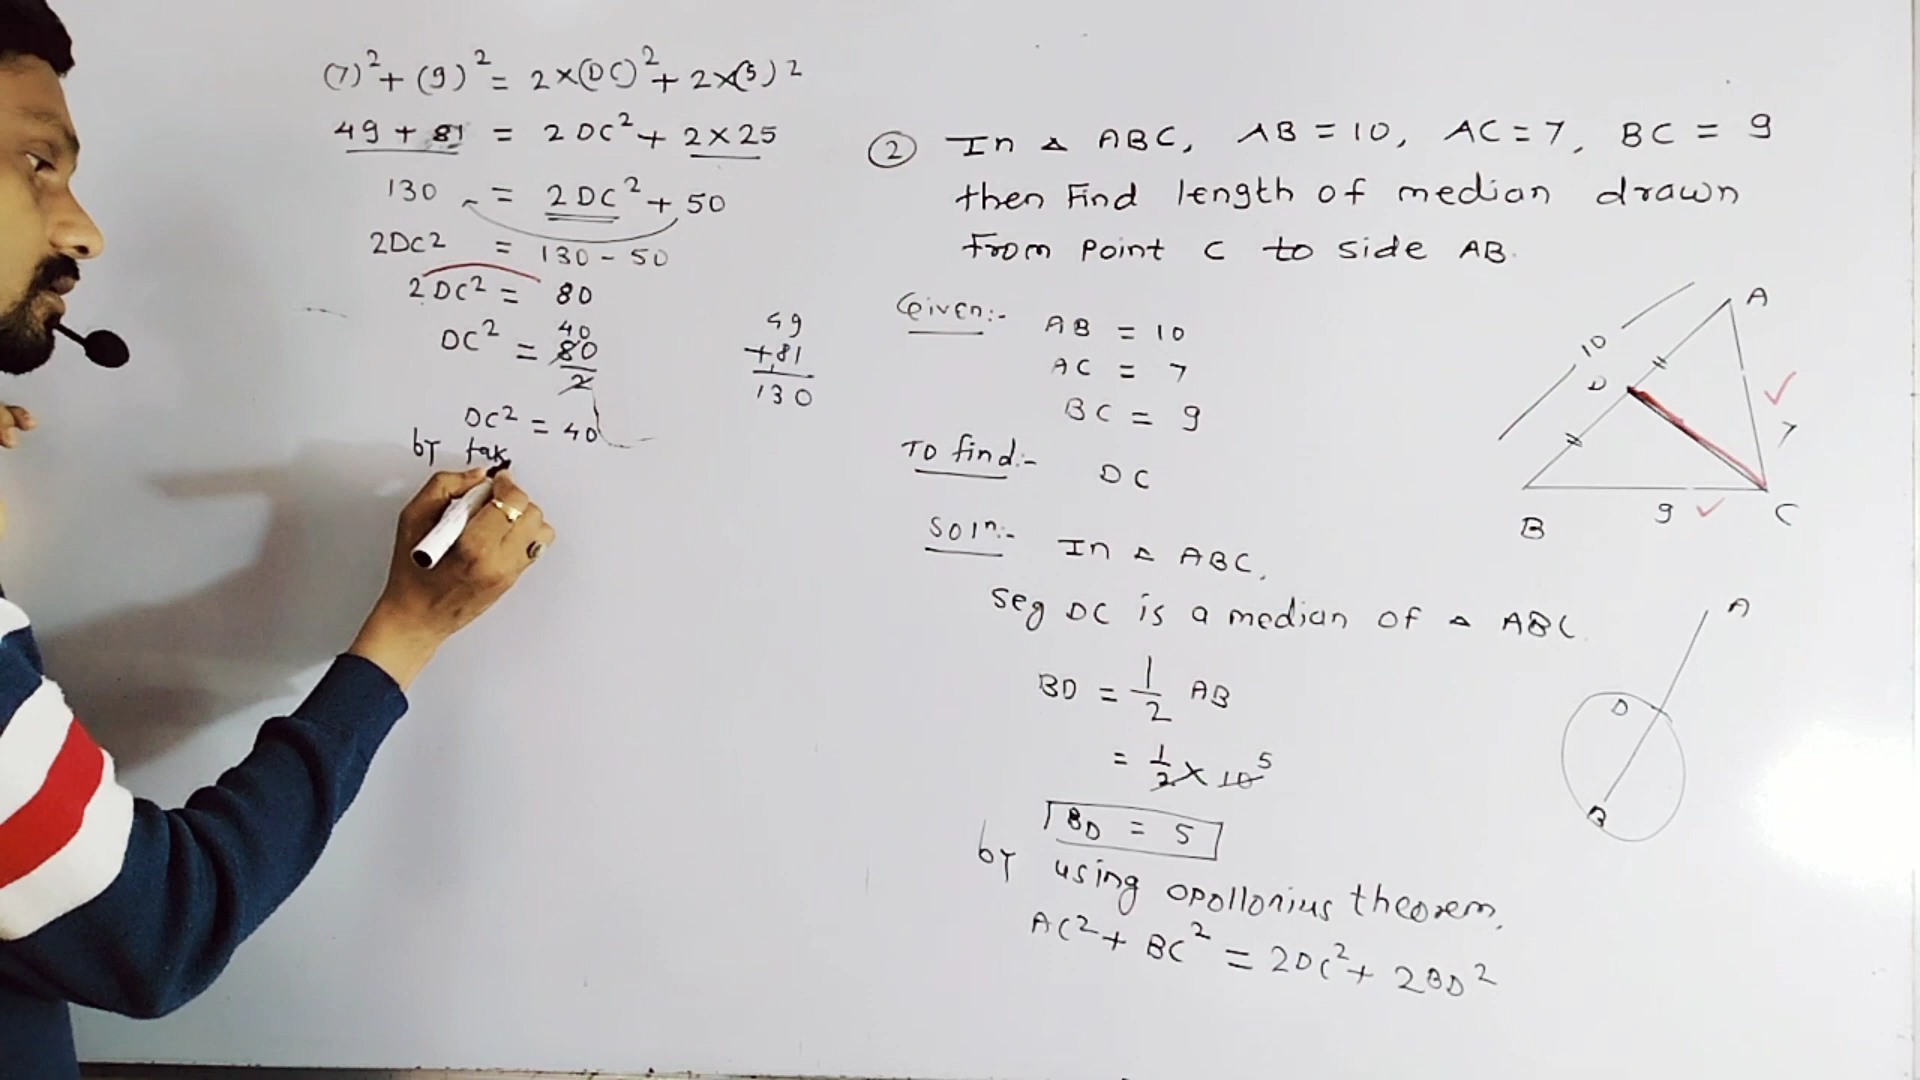 (7)² + (9)² = 2×(DC)² + 2×(5)²
49 + 81 = 2DC² + 2×25
130 = 2DC² + 50
2DC² = 130 - 50
2DC² = 80
40
DC² = 80/2
DC² = 40
by tak
49
+81
130
② In △ ABC, AB = 10, AC = 7, BC = 9
then Find length of median drawn
from point C to side AB.
Given:- AB = 10
AC = 7
BC = 9
To find:- DC
Solⁿ:- In △ ABC,
seg DC is a median of △ ABC.
BD = 1/2 AB
= 1/2 × 10 5
BD = 5
by using opollonius theorem,
AC² + BC² = 2DC² + 2BD²
A
10
D
7
9
B
C
A
D
B